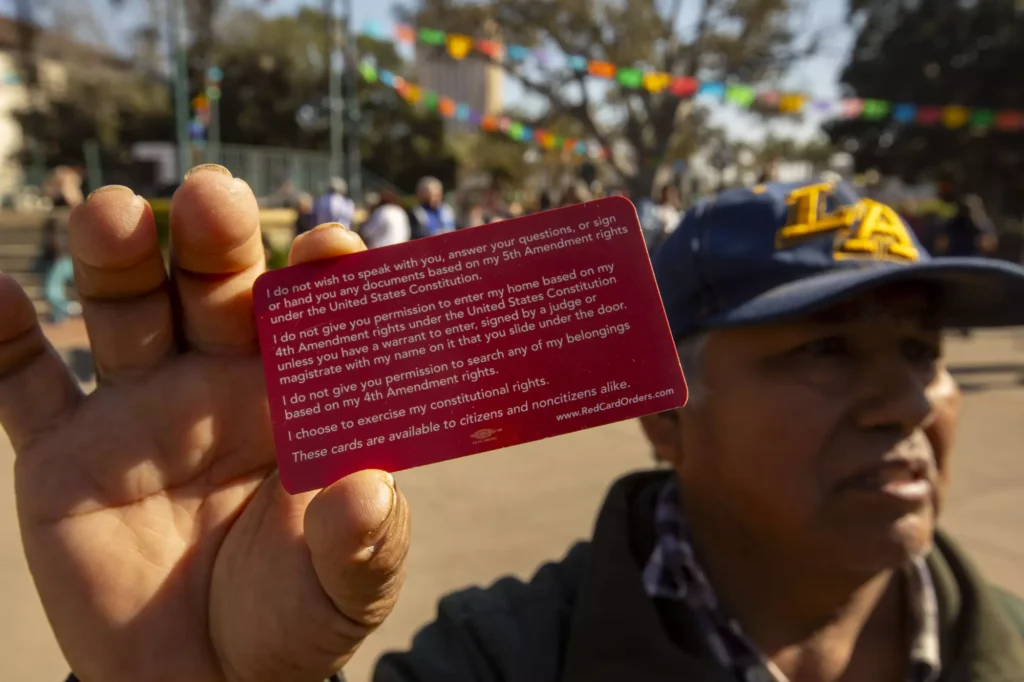 I do not wish to speak with you, answer your questions, or sign
or hand you any documents based on my 5th Amendment rights
under the United States Constitution.
I do not give you permission to enter my home based on my
4th Amendment rights under the United States Constitution
unless you have a warrant to enter, signed by a judge or
magistrate with my name on it that you slide under the door.
I do not give you permission to search any of my belongings
based on my 4th Amendment rights.
I choose to exercise my constitutional rights.
These cards are available to citizens and noncitizens alike.
www.RedCardOrders.com
LA